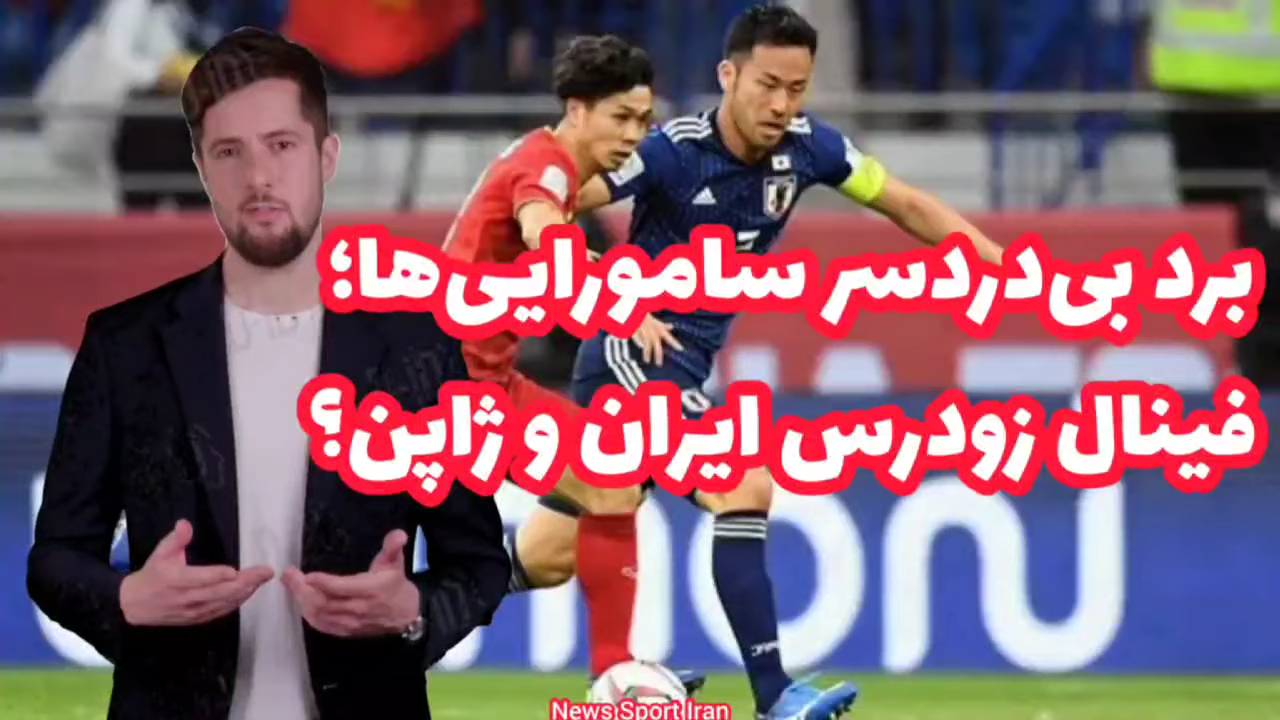 برد بی‌دردسر سامورایی‌ها؛
فینال زودرس ایران و ژاپن؟
News Sport Iran